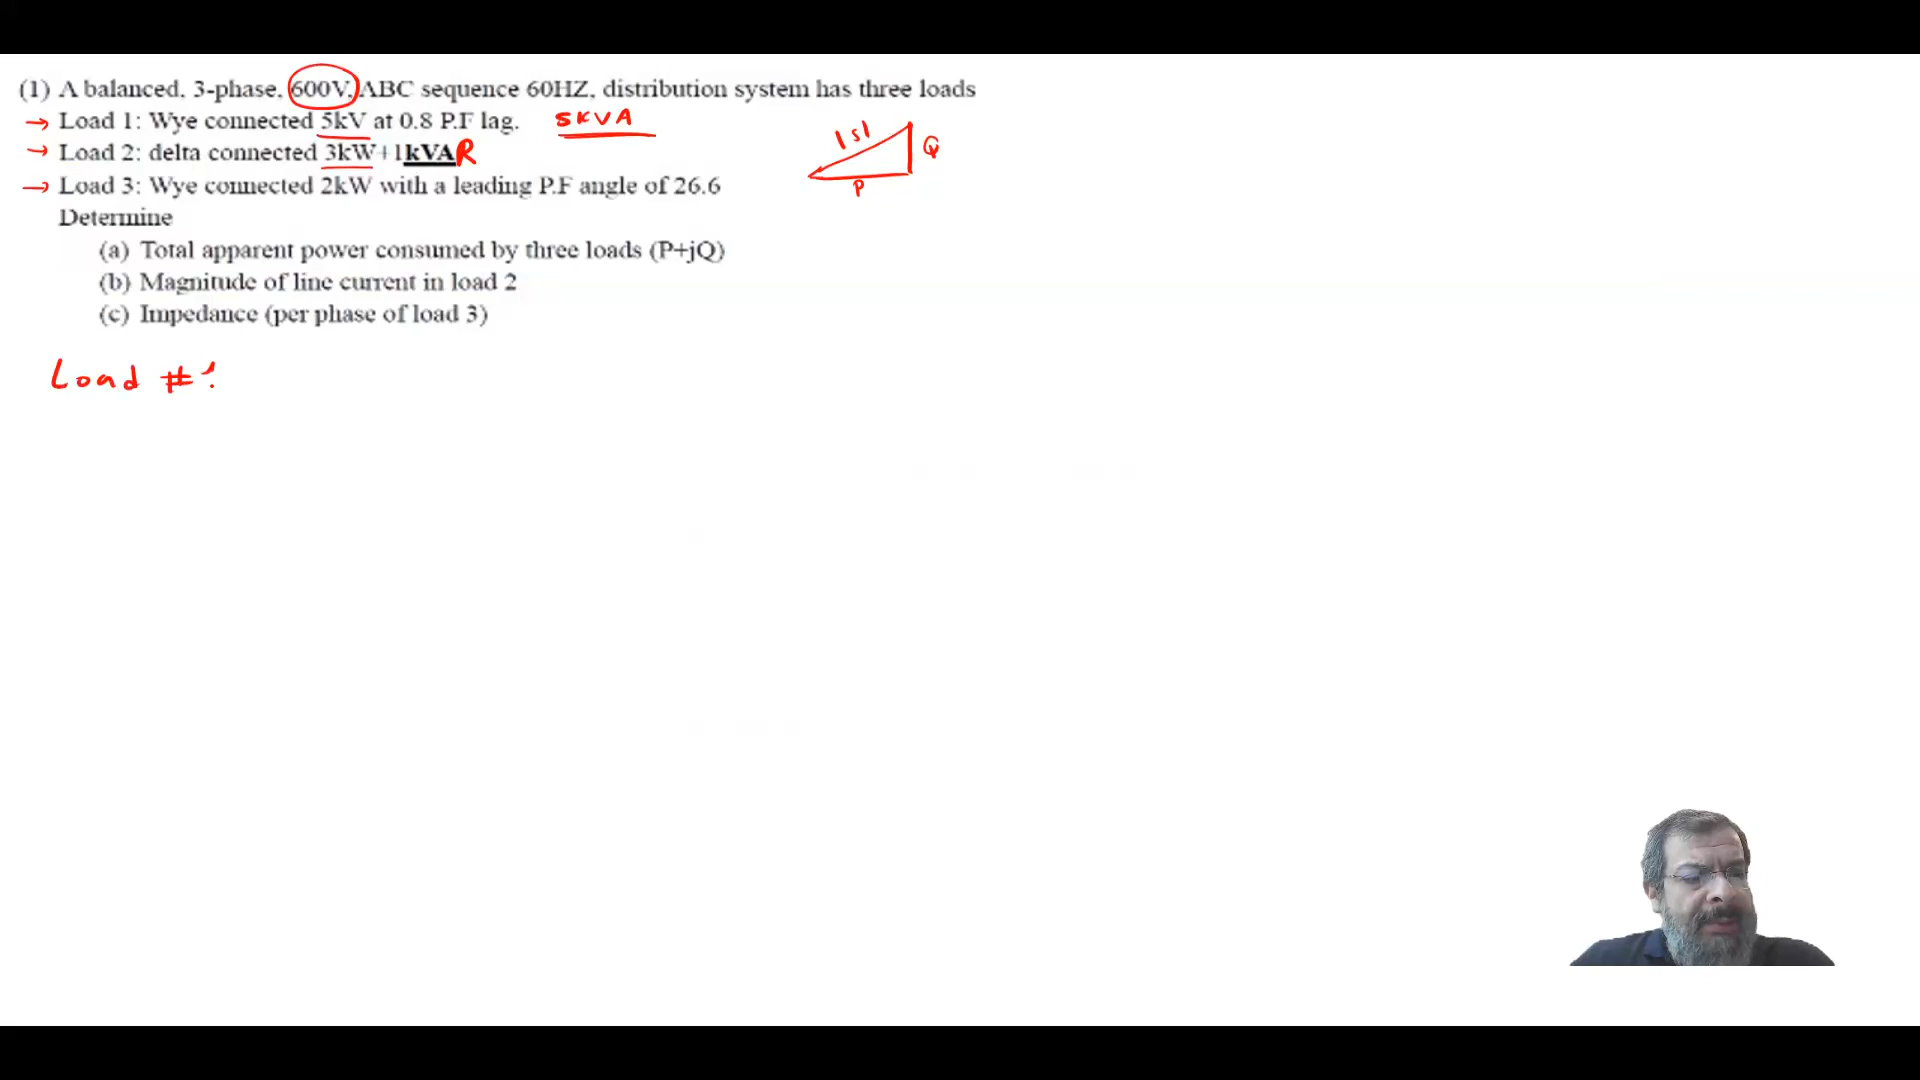 (1) A balanced, 3-phase, 600V, ABC sequence 60HZ, distribution system has three loads
→ Load 1: Wye connected 5kV at 0.8 P.F lag. 5KVA
→ Load 2: delta connected 3kW+1kVAR
→ Load 3: Wye connected 2kW with a leading P.F angle of 26.6
|S|
Q
P
Determine
(a) Total apparent power consumed by three loads (P+jQ)
(b) Magnitude of line current in load 2
(c) Impedance (per phase of load 3)
Load #